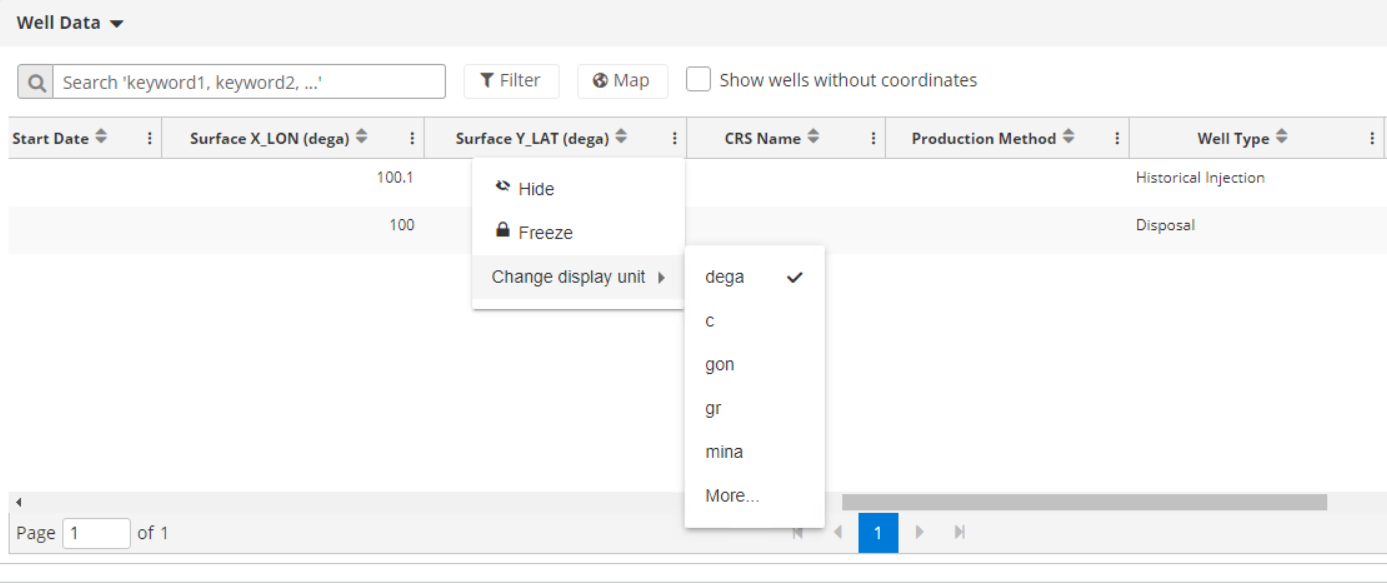 Well Data
Search 'keyword1, keyword2, ...' Filter Map Show wells without coordinates
Start Date Surface X_LON (dega) Surface Y_LAT (dega) CRS Name Production Method Well Type
100.1 Historical Injection
Hide
100 Disposal
Freeze
Change display unit dega
c
gon
gr
mina
More...
Page 1 of 1 1